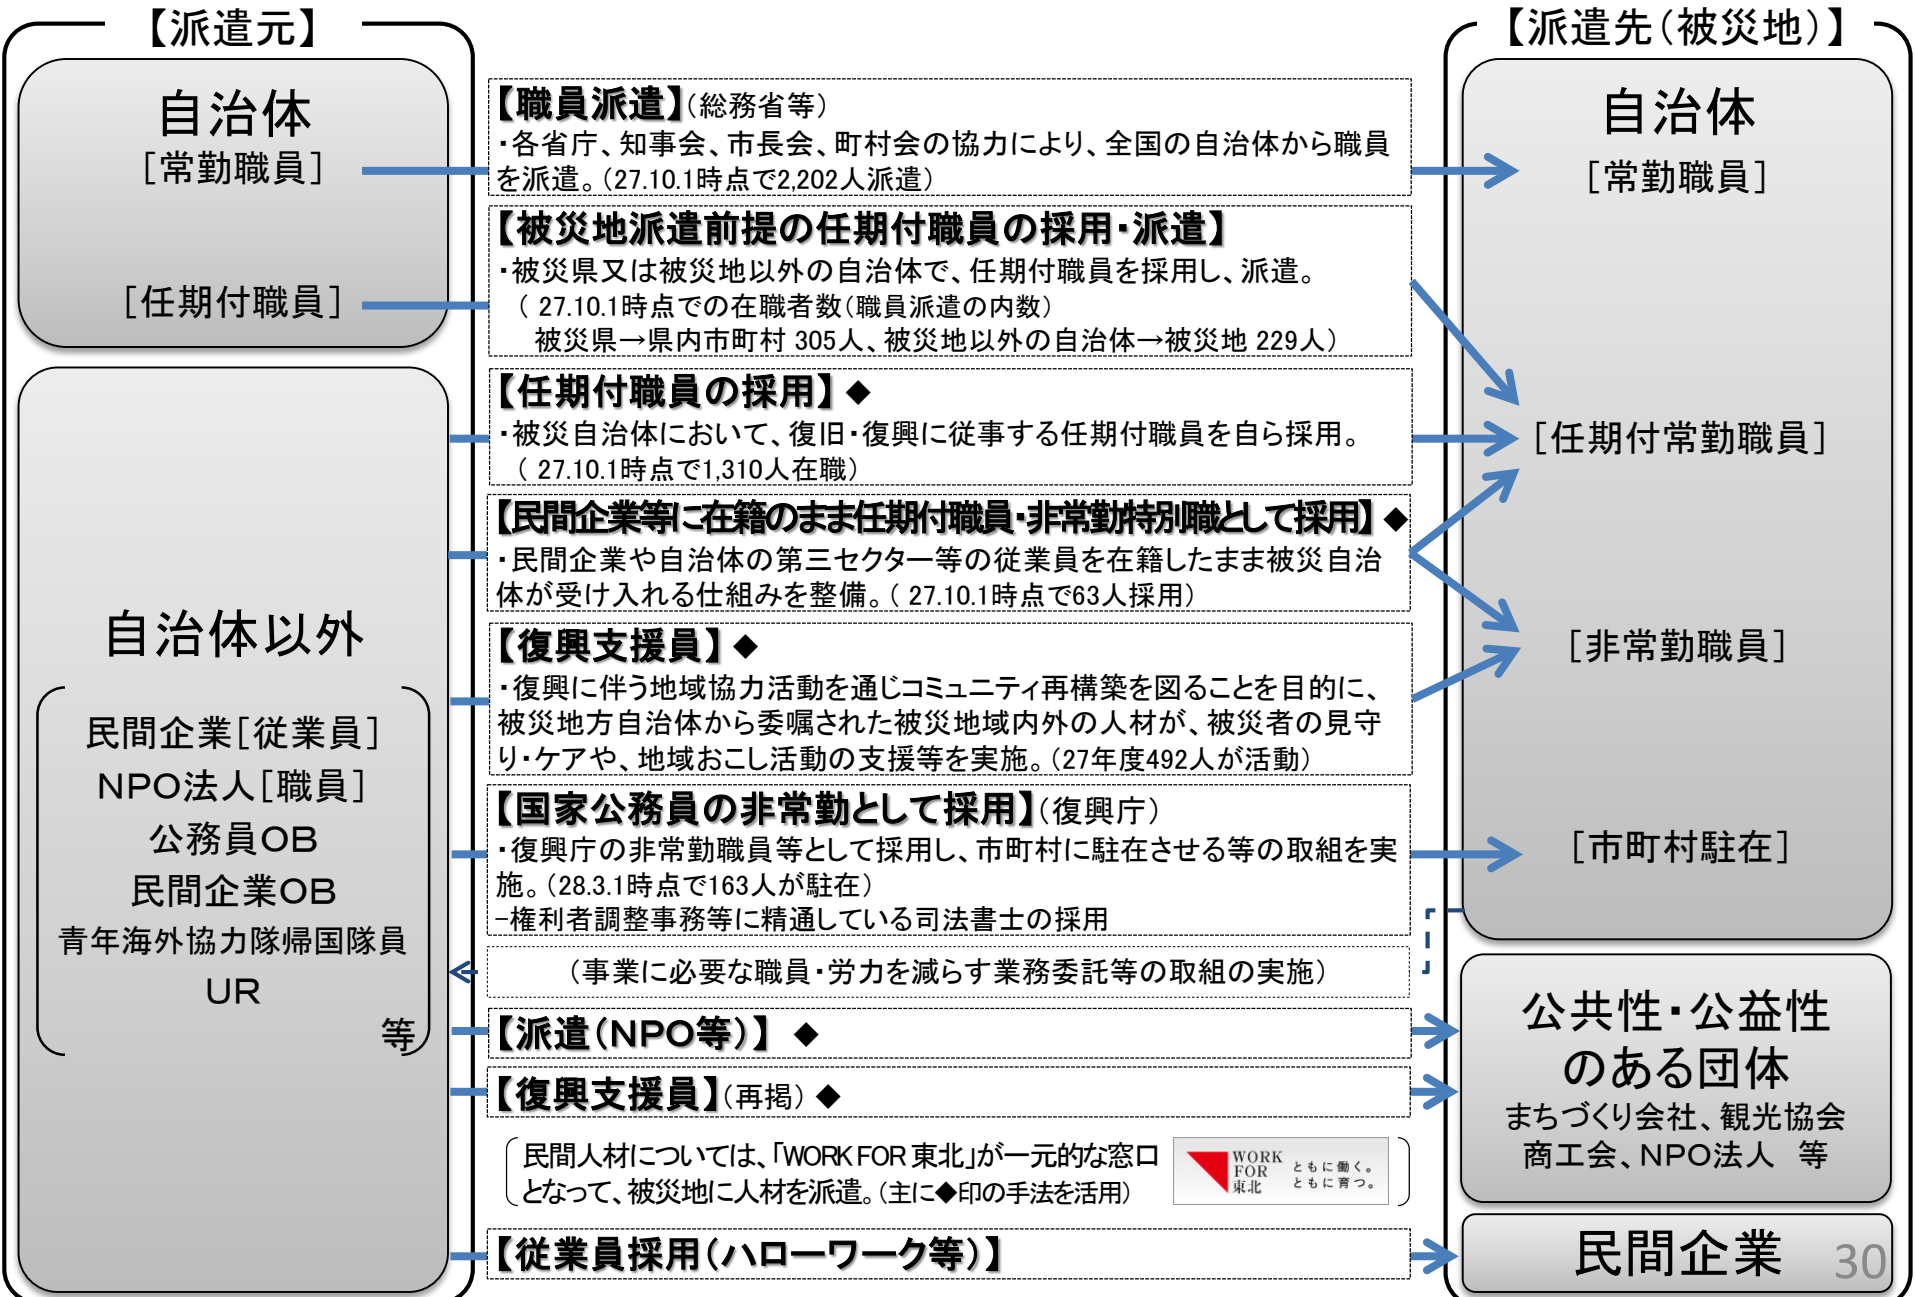 【派遣元】
自治体
［常勤職員］
［任期付職員］
自治体以外
民間企業［従業員］
NPO法人［職員］
公務員OB
民間企業OB
青年海外協力隊帰国隊員
UR
等
【職員派遣】（総務省等）
・各省庁、知事会、市長会、町村会の協力により、全国の自治体から職員
を派遣。（27.10.1時点で2,202人派遣）
【被災地派遣前提の任期付職員の採用・派遣】
・被災県又は被災地以外の自治体で、任期付職員を採用し、派遣。
（ 27.10.1時点での在職者数（職員派遣の内数）
被災県→県内市町村 305人、被災地以外の自治体→被災地 229人）
【任期付職員の採用】◆
・被災自治体において、復旧・復興に従事する任期付職員を自ら採用。
（ 27.10.1時点で1,310人在職）
【民間企業等に在籍のまま任期付職員・非常勤特別職として採用】◆
・民間企業や自治体の第三セクター等の従業員を在籍したまま被災自治
体が受け入れる仕組みを整備。（ 27.10.1時点で63人採用）
【復興支援員】◆
・復興に伴う地域協力活動を通じコミュニティ再構築を図ることを目的に、
被災地方自治体から委嘱された被災地域内外の人材が、被災者の見守
り・ケアや、地域おこし活動の支援等を実施。（27年度492人が活動）
【国家公務員の非常勤として採用】（復興庁）
・復興庁の非常勤職員等として採用し、市町村に駐在させる等の取組を実
施。（28.3.1時点で163人が駐在）
－権利者調整事務等に精通している司法書士の採用
（事業に必要な職員・労力を減らす業務委託等の取組の実施）
【派遣（NPO等）】 ◆
【復興支援員】（再掲）◆
民間人材については、「WORK FOR 東北」が一元的な窓口
となって、被災地に人材を派遣。（主に◆印の手法を活用）
WORK
FOR
東北
ともに働く。
ともに育つ。
【従業員採用（ハローワーク等）】
【派遣先（被災地）】
自治体
［常勤職員］
［任期付常勤職員］
［非常勤職員］
［市町村駐在］
公共性・公益性
のある団体
まちづくり会社、観光協会
商工会、NPO法人 等
民間企業
30